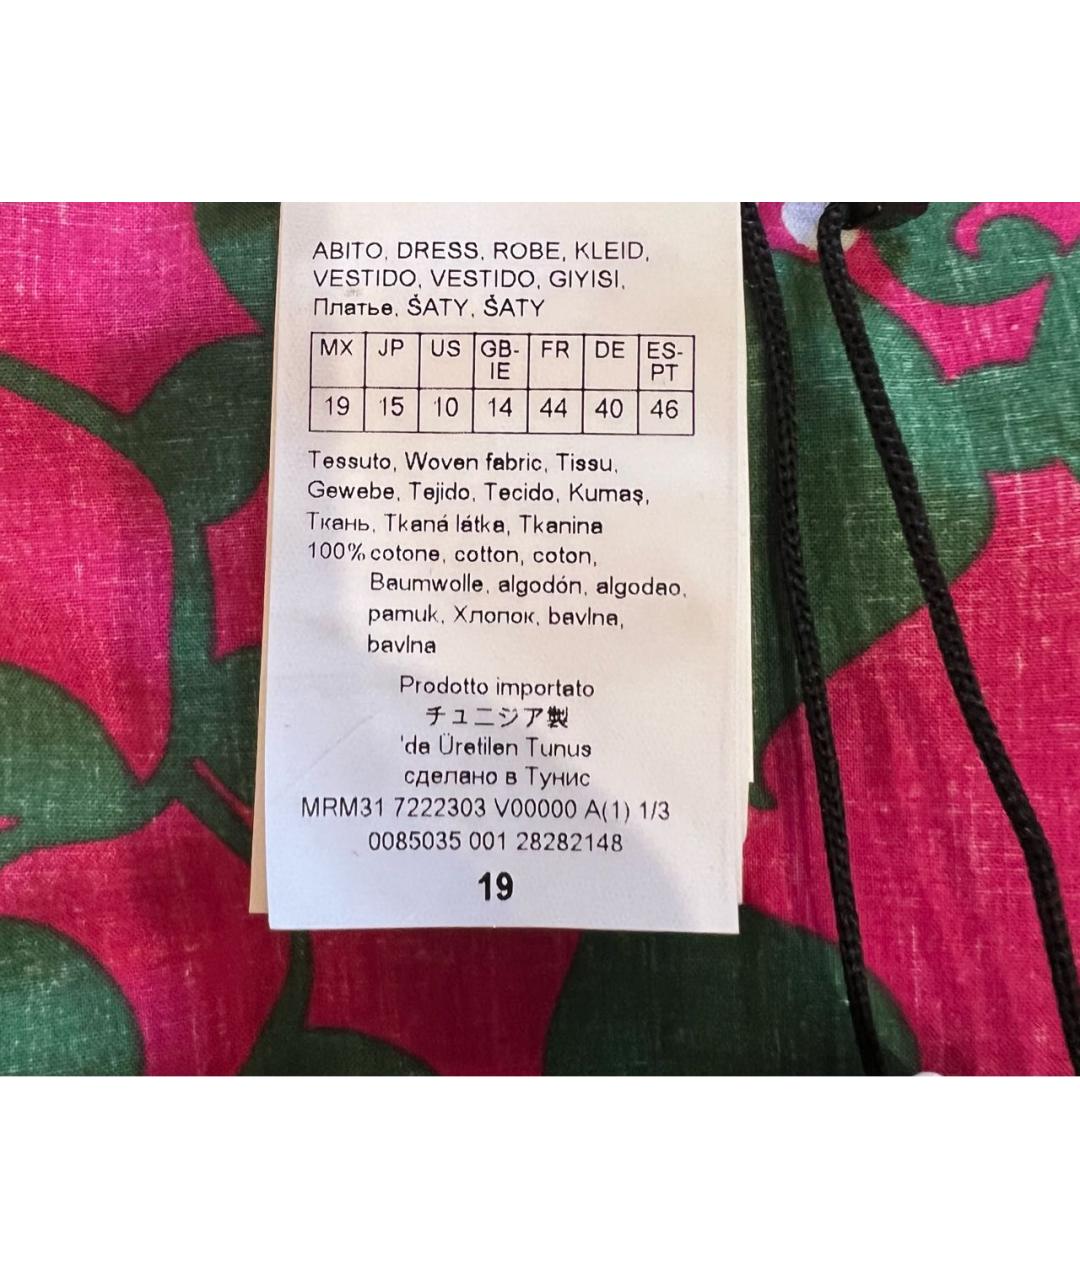 ABITO, DRESS, ROBE, KLEID,
VESTIDO, VESTIDO, GIYISI,
Платье, ŠATY, ŠATY
MX JP US GB-IE FR DE ES-PT
19 15 10 14 44 40 46
Tessuto, Woven fabric, Tissu,
Gewebe, Tejido, Tecido, Kumaş,
Ткань, Tkaná látka, Tkanina
100% cotone, cotton, coton,
Baumwolle, algodón, algodao,
pamuk, Хлопок, bavlna,
bavlna
Prodotto importato
チュニジア製
'de Üretilen Tunus
сделано в Тунис
MRM31 7222303 V00000 A(1) 1/3
0085035 001 28282148
19